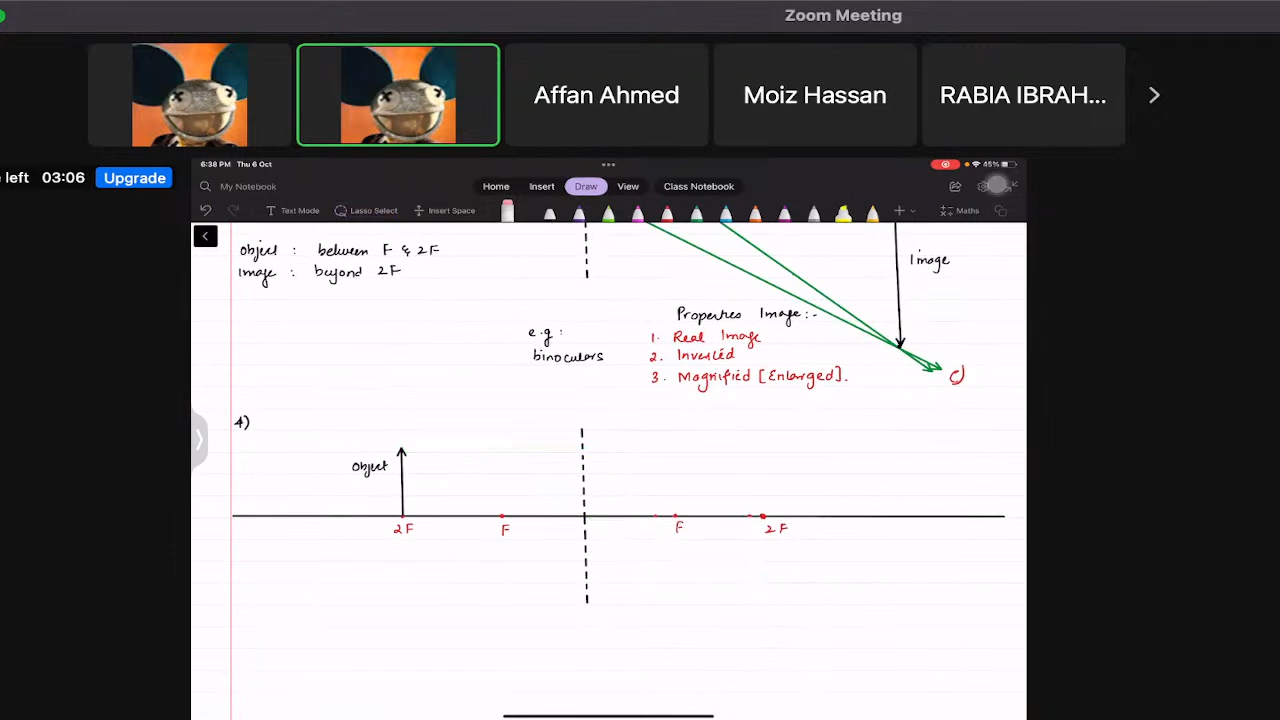 Zoom Meeting
Affan Ahmed
Moiz Hassan
RABIA IBRAH...
left 03:06 Upgrade
6:38 PM Thu 6 Oct
45%
My Notebook
Home Insert Draw View Class Notebook
Text Mode Lasso Select Insert Space Maths
Object : between F & 2F
Image : beyond 2F
Image
Properties Image:-
e.g:
binoculars
1. Real Image
2. Inverted
3. Magnified [Enlarged].
4)
Object
2F F F 2F